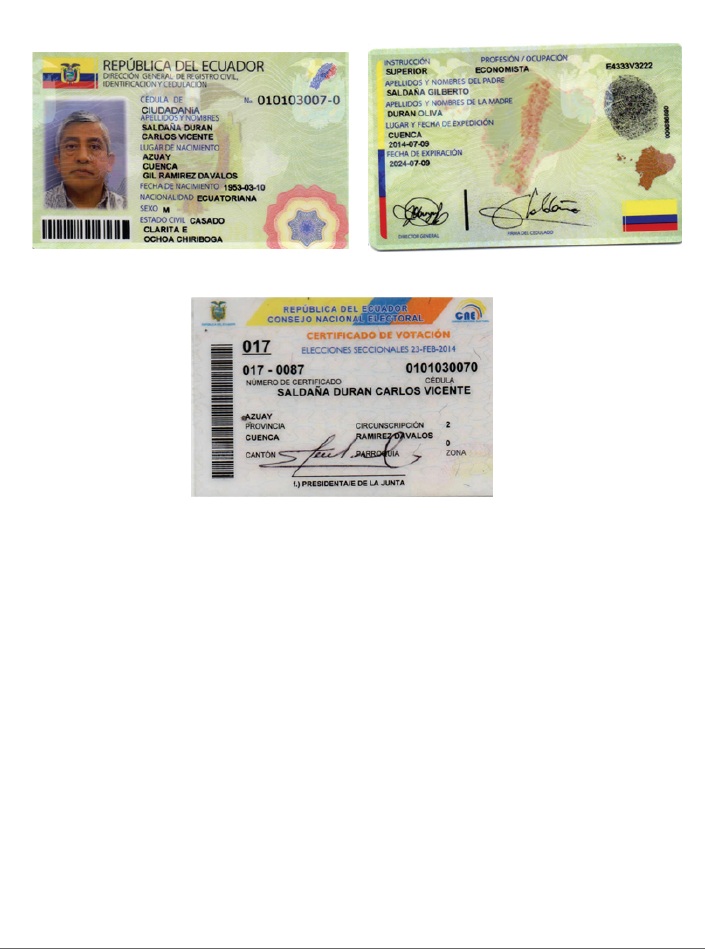 REPÚBLICA DEL ECUADOR
DIRECCIÓN GENERAL DE REGISTRO CIVIL,
IDENTIFICACIÓN Y CEDULACIÓN
CÉDULA DE No. 010103007-0
CIUDADANÍA
APELLIDOS Y NOMBRES
SALDAÑA DURAN
CARLOS VICENTE
LUGAR DE NACIMIENTO
AZUAY
CUENCA
GIL RAMIREZ DAVALOS
FECHA DE NACIMIENTO 1953-03-10
NACIONALIDAD ECUATORIANA
SEXO M
ESTADO CIVIL CASADO
CLARITA E
OCHOA CHIRIBOGA
INSTRUCCIÓN PROFESIÓN / OCUPACIÓN
SUPERIOR ECONOMISTA E4333V3222
APELLIDOS Y NOMBRES DEL PADRE
SALDAÑA GILBERTO
APELLIDOS Y NOMBRES DE LA MADRE
DURAN OLIVA
LUGAR Y FECHA DE EXPEDICIÓN
CUENCA
2014-07-09
FECHA DE EXPIRACIÓN
2024-07-09
DIRECTOR GENERAL FIRMA DEL CEDULADO
REPÚBLICA DEL ECUADOR
CONSEJO NACIONAL ELECTORAL CNE
CERTIFICADO DE VOTACIÓN
017 ELECCIONES SECCIONALES 23-FEB-2014
017 - 0087 0101030070
NÚMERO DE CERTIFICADO CÉDULA
SALDAÑA DURAN CARLOS VICENTE
AZUAY
PROVINCIA CIRCUNSCRIPCIÓN 2
CUENCA RAMIREZ DAVALOS
0
CANTÓN PARROQUIA ZONA
PRESIDENTA/E DE LA JUNTA